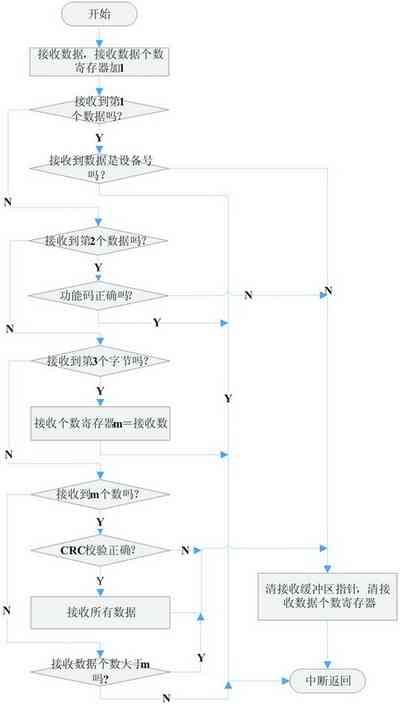 开始
接收数据，接收数据个数
寄存器加1
接收到第1
个数据吗？
Y
接收到数据是设备号
吗？
N
N
接收到第2个数据吗？
Y
功能码正确吗？
N
Y
N
接收到第3个字节吗？
Y
Y
接收个数寄存器m＝接收数
N
接收到m个数吗？
Y
CRC校验正确？
N
Y
清接收缓冲区指针，清接
收数据个数寄存器
接收所有数据
N
Y
接收数据个数大于m
吗？
中断返回
N